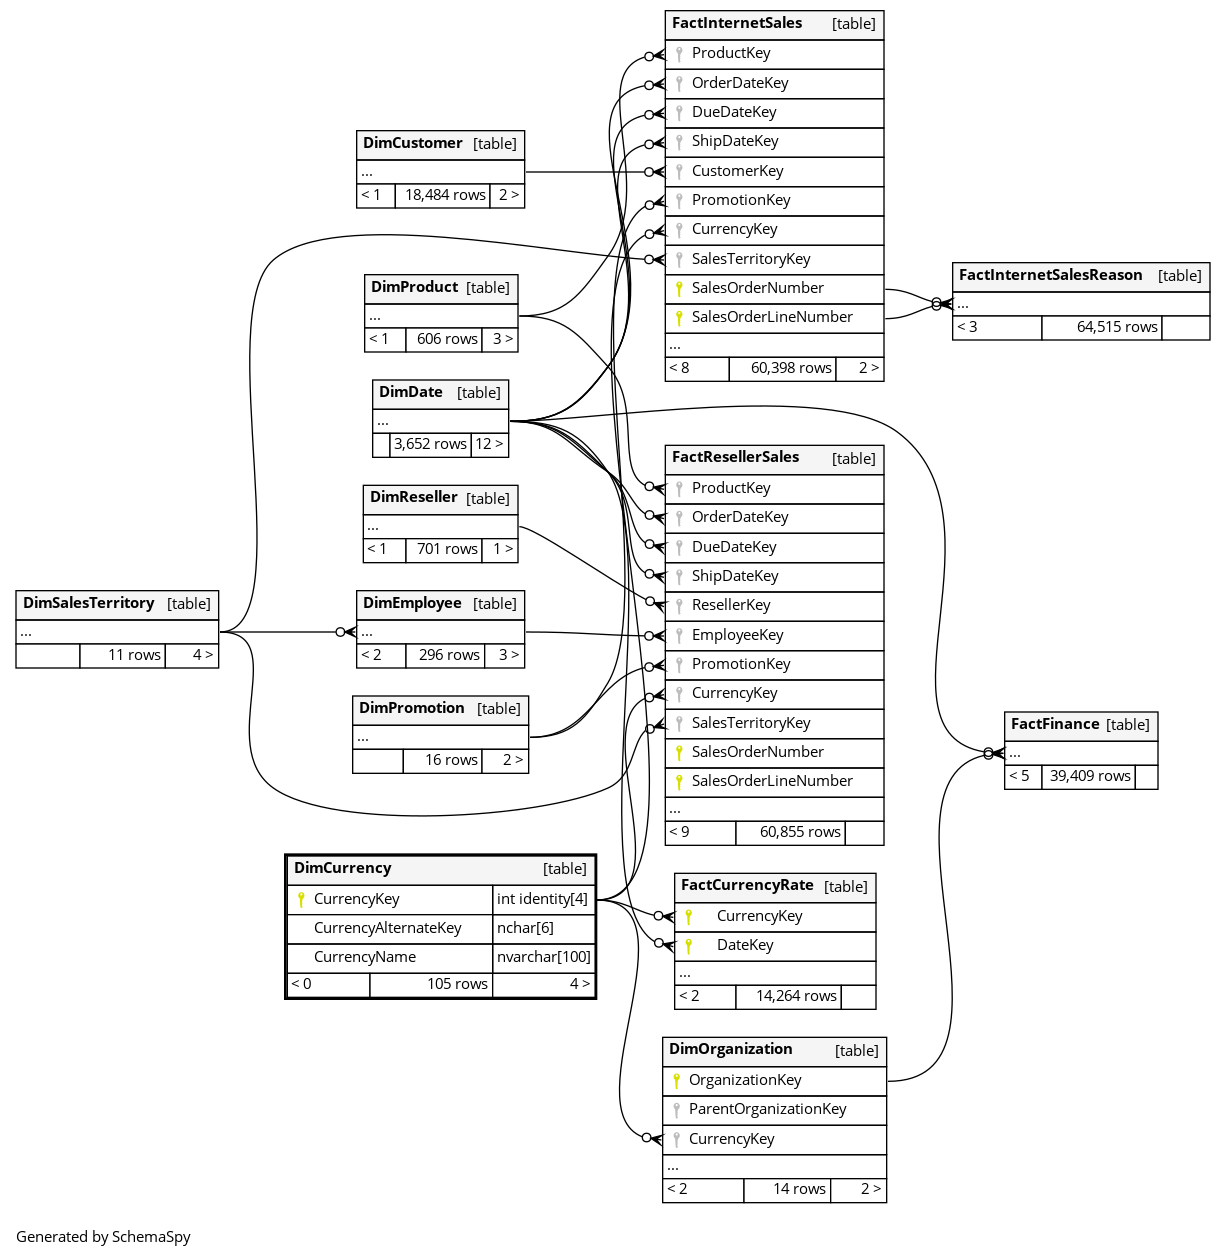 FactInternetSales [table]
ProductKey
OrderDateKey
DueDateKey
ShipDateKey
CustomerKey
PromotionKey
CurrencyKey
SalesTerritoryKey
SalesOrderNumber
SalesOrderLineNumber
...
< 8 60,398 rows 2 >
DimCustomer [table]
...
< 1 18,484 rows 2 >
FactInternetSalesReason [table]
...
< 3 64,515 rows
DimProduct [table]
...
< 1 606 rows 3 >
DimDate [table]
...
3,652 rows 12 >
FactResellerSales [table]
ProductKey
OrderDateKey
DueDateKey
ShipDateKey
ResellerKey
EmployeeKey
PromotionKey
CurrencyKey
SalesTerritoryKey
SalesOrderNumber
SalesOrderLineNumber
...
< 9 60,855 rows
DimReseller [table]
...
< 1 701 rows 1 >
DimSalesTerritory [table]
...
11 rows 4 >
DimEmployee [table]
...
< 2 296 rows 3 >
DimPromotion [table]
...
16 rows 2 >
FactFinance [table]
...
< 5 39,409 rows
DimCurrency [table]
CurrencyKey int identity[4]
CurrencyAlternateKey nchar[6]
CurrencyName nvarchar[100]
< 0 105 rows 4 >
FactCurrencyRate [table]
CurrencyKey
DateKey
...
< 2 14,264 rows
DimOrganization [table]
OrganizationKey
ParentOrganizationKey
CurrencyKey
...
< 2 14 rows 2 >
Generated by SchemaSpy